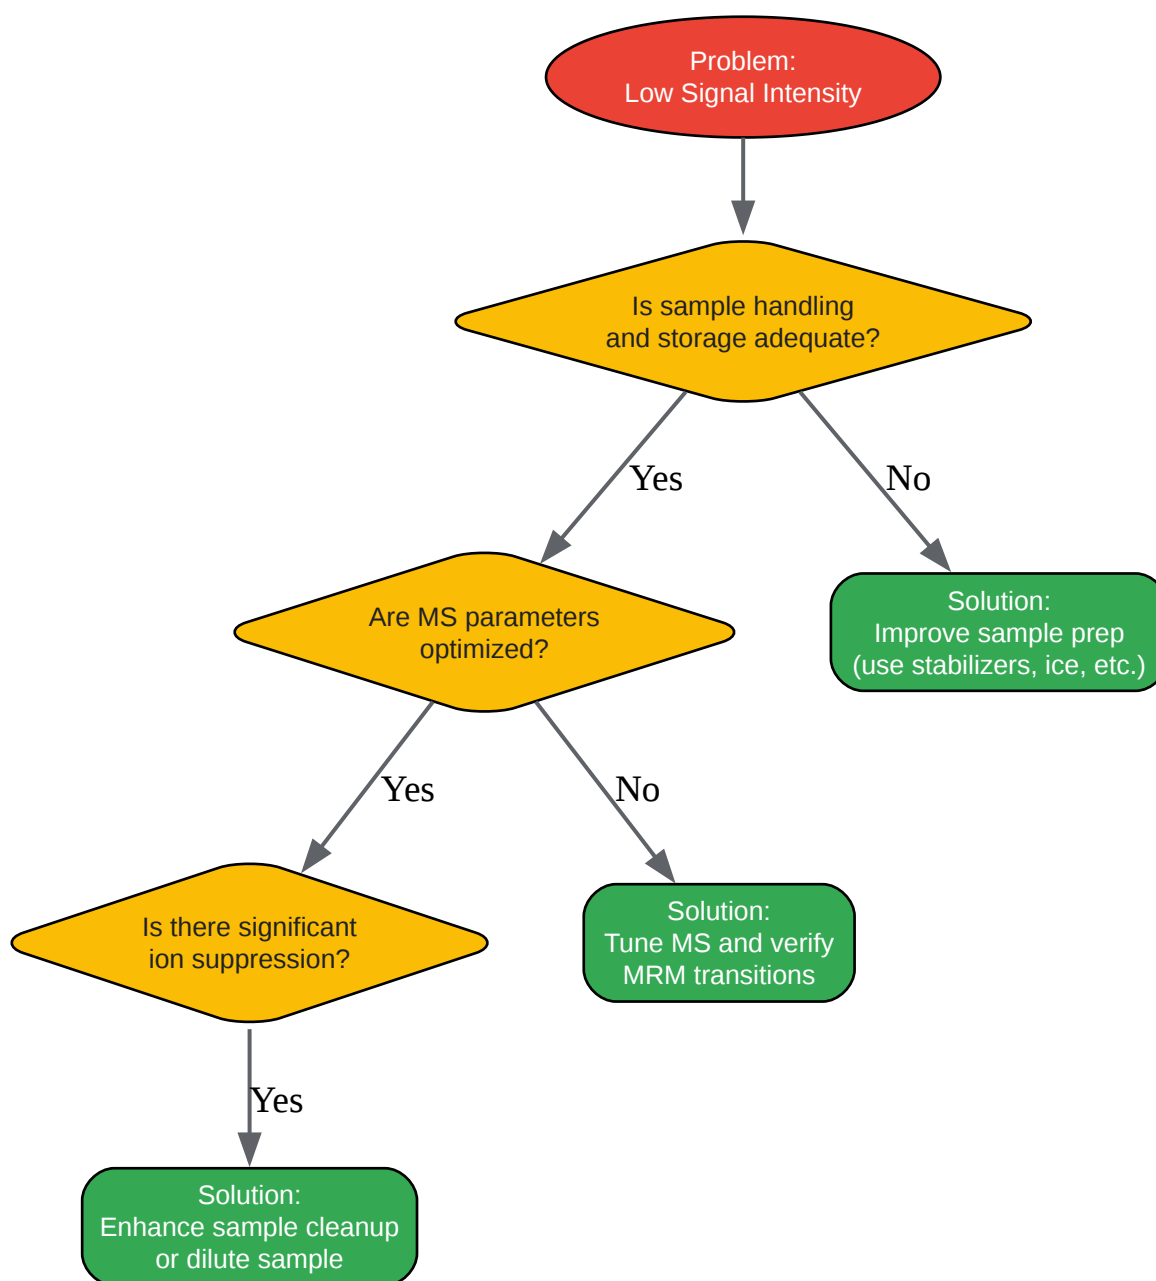 Problem:
Low Signal Intensity
Is sample handling
and storage adequate?
Yes
No
Are MS parameters
optimized?
Solution:
Improve sample prep
(use stabilizers, ice, etc.)
Yes
No
Is there significant
ion suppression?
Solution:
Tune MS and verify
MRM transitions
Yes
Solution:
Enhance sample cleanup
or dilute sample